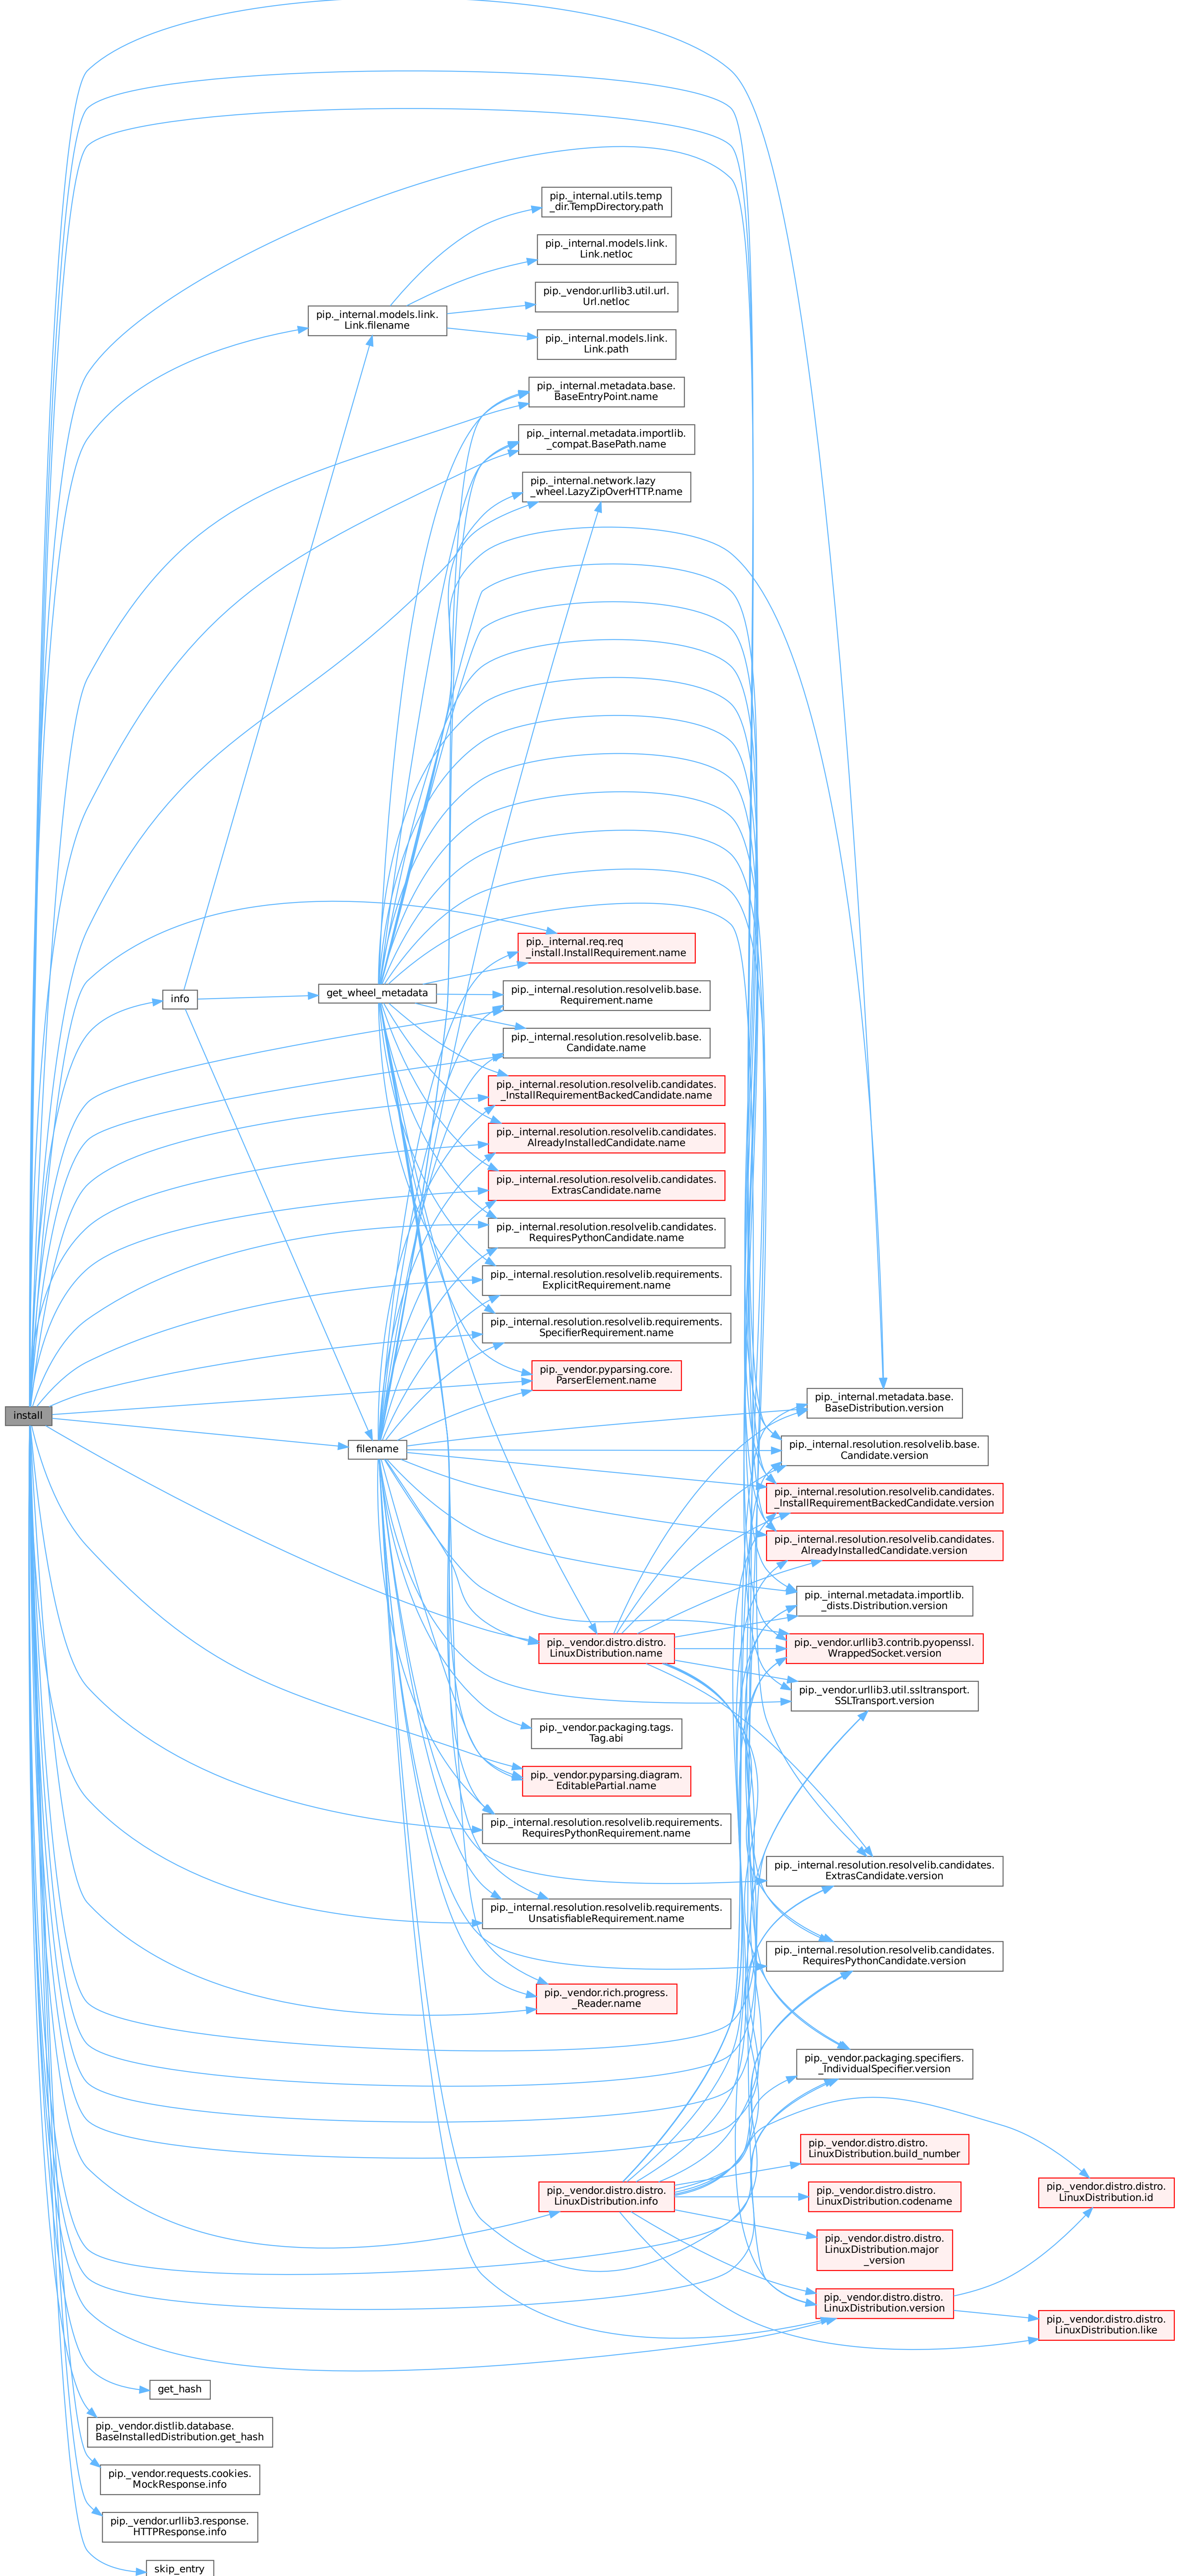 pip._internal.utils.temp
_dir.TempDirectory.path
pip._internal.models.link.
Link.netloc
pip._vendor.urllib3.util.url.
Url.netloc
pip._internal.models.link.
Link.filename
pip._internal.models.link.
Link.path
pip._internal.metadata.base.
BaseEntryPoint.name
pip._internal.metadata.importlib.
_compat.BasePath.name
pip._internal.network.lazy
_wheel.LazyZipOverHTTP.name
pip._internal.req.req
_install.InstallRequirement.name
info
get_wheel_metadata
pip._internal.resolution.resolvelib.base.
Requirement.name
pip._internal.resolution.resolvelib.base.
Candidate.name
pip._internal.resolution.resolvelib.candidates.
_InstallRequirementBackedCandidate.name
pip._internal.resolution.resolvelib.candidates.
AlreadyInstalledCandidate.name
pip._internal.resolution.resolvelib.candidates.
ExtrasCandidate.name
pip._internal.resolution.resolvelib.candidates.
RequiresPythonCandidate.name
pip._internal.resolution.resolvelib.requirements.
ExplicitRequirement.name
pip._internal.resolution.resolvelib.requirements.
SpecifierRequirement.name
pip._vendor.pyparsing.core.
ParserElement.name
install
filename
pip._internal.metadata.base.
BaseDistribution.version
pip._internal.resolution.resolvelib.base.
Candidate.version
pip._internal.resolution.resolvelib.candidates.
_InstallRequirementBackedCandidate.version
pip._internal.resolution.resolvelib.candidates.
AlreadyInstalledCandidate.version
pip._internal.metadata.importlib.
_dists.Distribution.version
pip._vendor.distro.distro.
LinuxDistribution.name
pip._vendor.urllib3.contrib.pyopenssl.
WrappedSocket.version
pip._vendor.urllib3.util.ssltransport.
SSLTransport.version
pip._vendor.packaging.tags.
Tag.abi
pip._vendor.pyparsing.diagram.
EditablePartial.name
pip._internal.resolution.resolvelib.requirements.
RequiresPythonRequirement.name
pip._internal.resolution.resolvelib.candidates.
ExtrasCandidate.version
pip._internal.resolution.resolvelib.requirements.
UnsatisfiableRequirement.name
pip._internal.resolution.resolvelib.candidates.
RequiresPythonCandidate.version
pip._vendor.rich.progress.
_Reader.name
pip._vendor.packaging.specifiers.
_IndividualSpecifier.version
pip._vendor.distro.distro.
LinuxDistribution.build_number
pip._vendor.distro.distro.
LinuxDistribution.info
pip._vendor.distro.distro.
LinuxDistribution.codename
pip._vendor.distro.distro.
LinuxDistribution.id
pip._vendor.distro.distro.
LinuxDistribution.major
_version
pip._vendor.distro.distro.
LinuxDistribution.version
pip._vendor.distro.distro.
LinuxDistribution.like
get_hash
pip._vendor.distlib.database.
BaseInstalledDistribution.get_hash
pip._vendor.requests.cookies.
MockResponse.info
pip._vendor.urllib3.response.
HTTPResponse.info
skip_entry